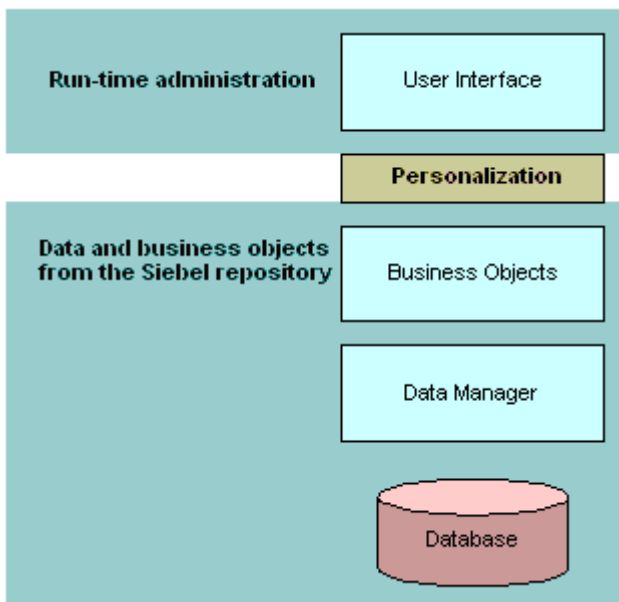 Run-time administration
User Interface
Personalization
Data and business objects
from the Siebel repository
Business Objects
Data Manager
Database